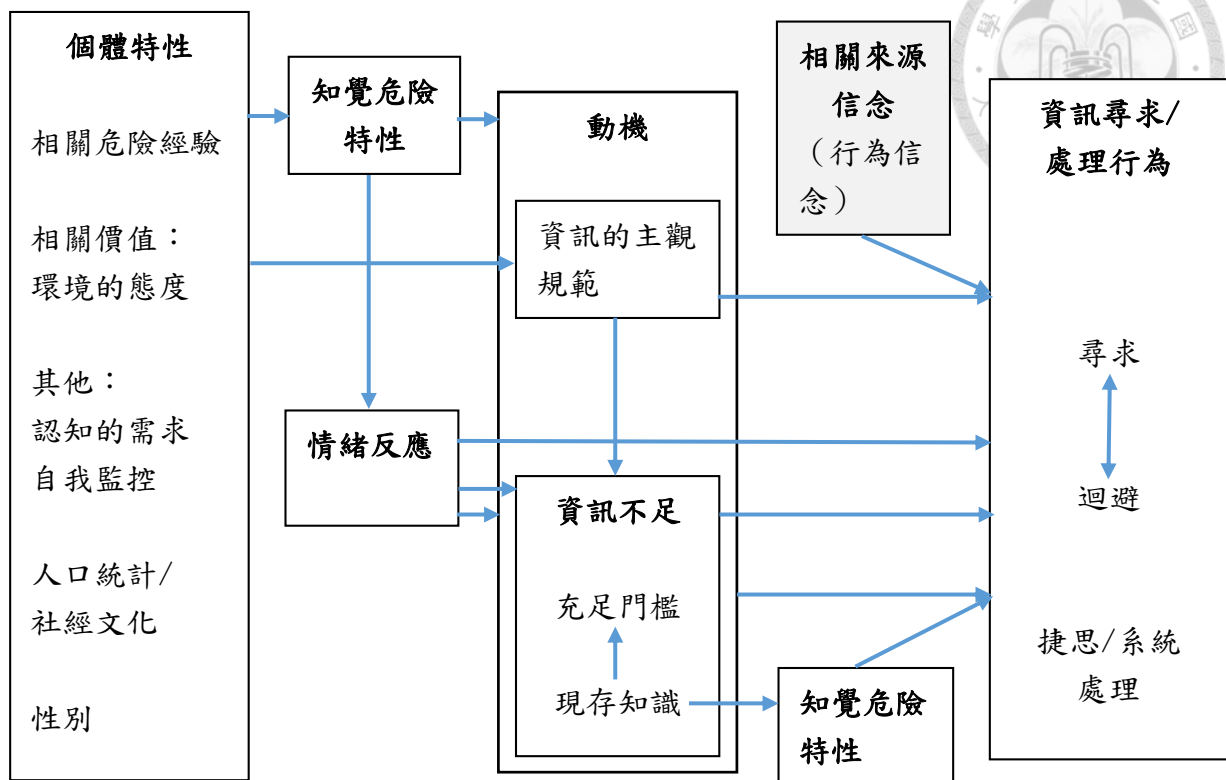 個體特性
相關危險經驗
相關價值：
環境的態度
其他：
認知的需求
自我監控
人口統計/
社經文化
性別
知覺危險
特性
情緒反應
動機
資訊的主觀
規範
資訊不足
充足門檻
現存知識
相關來源
信念
（行為信
念）
知覺危險
特性
資訊尋求/
處理行為
尋求
迴避
捷思/系統
處理
學
國